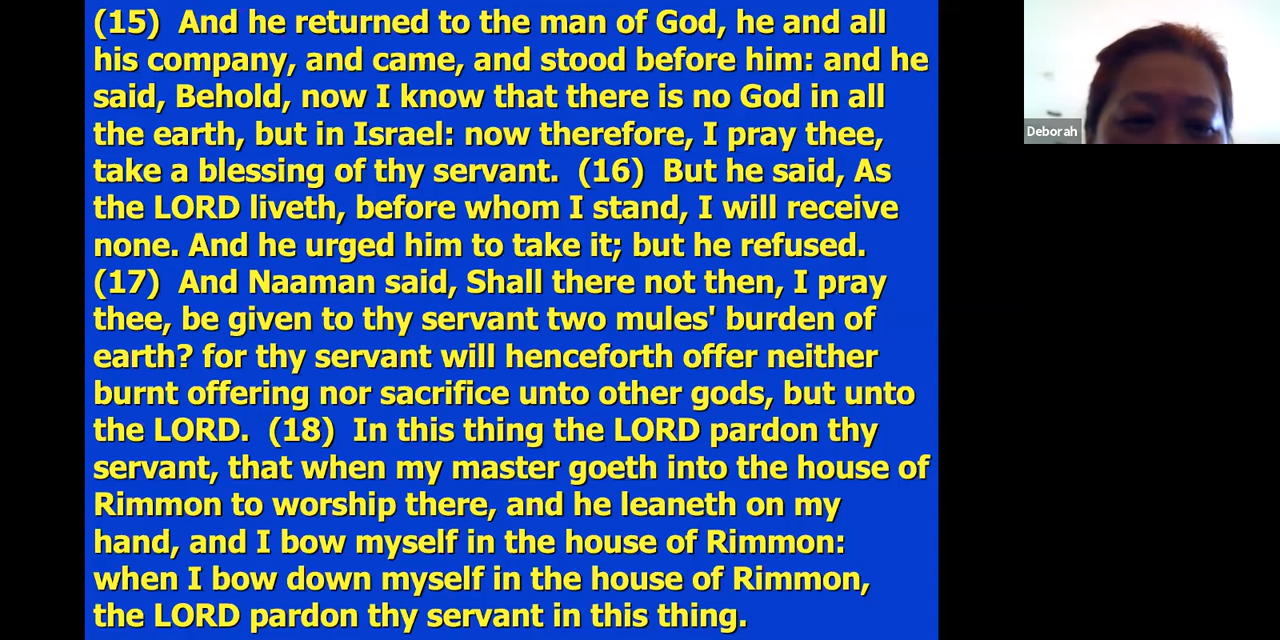 (15)  And he returned to the man of God, he and all
his company, and came, and stood before him: and he
said, Behold, now I know that there is no God in all
the earth, but in Israel: now therefore, I pray thee,
take a blessing of thy servant.  (16)  But he said, As
the LORD liveth, before whom I stand, I will receive
none. And he urged him to take it; but he refused.
(17)  And Naaman said, Shall there not then, I pray
thee, be given to thy servant two mules' burden of
earth? for thy servant will henceforth offer neither
burnt offering nor sacrifice unto other gods, but unto
the LORD.  (18)  In this thing the LORD pardon thy
servant, that when my master goeth into the house of
Rimmon to worship there, and he leaneth on my
hand, and I bow myself in the house of Rimmon:
when I bow down myself in the house of Rimmon,
the LORD pardon thy servant in this thing.
Deborah